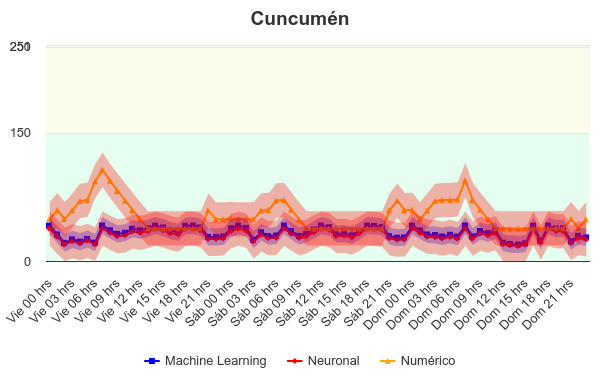 Cuncumén
250
150
0
Vie 00 hrs
Vie 03 hrs
Vie 06 hrs
Vie 09 hrs
Vie 12 hrs
Vie 15 hrs
Vie 18 hrs
Vie 21 hrs
Sáb 00 hrs
Sáb 03 hrs
Sáb 06 hrs
Sáb 09 hrs
Sáb 12 hrs
Sáb 15 hrs
Sáb 18 hrs
Sáb 21 hrs
Dom 00 hrs
Dom 03 hrs
Dom 06 hrs
Dom 09 hrs
Dom 12 hrs
Dom 15 hrs
Dom 18 hrs
Dom 21 hrs
Machine Learning Neuronal Numérico